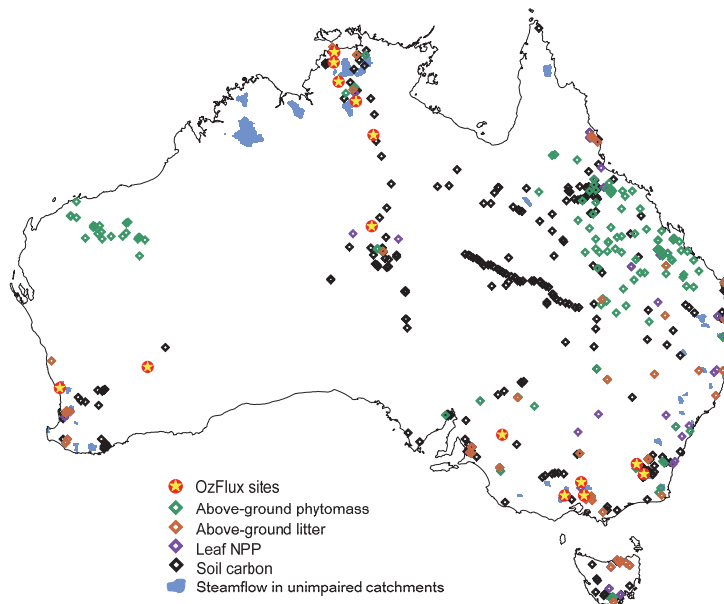 OzFlux sites
Above-ground phytomass
Above-ground litter
Leaf NPP
Soil carbon
Steamflow in unimpaired catchments